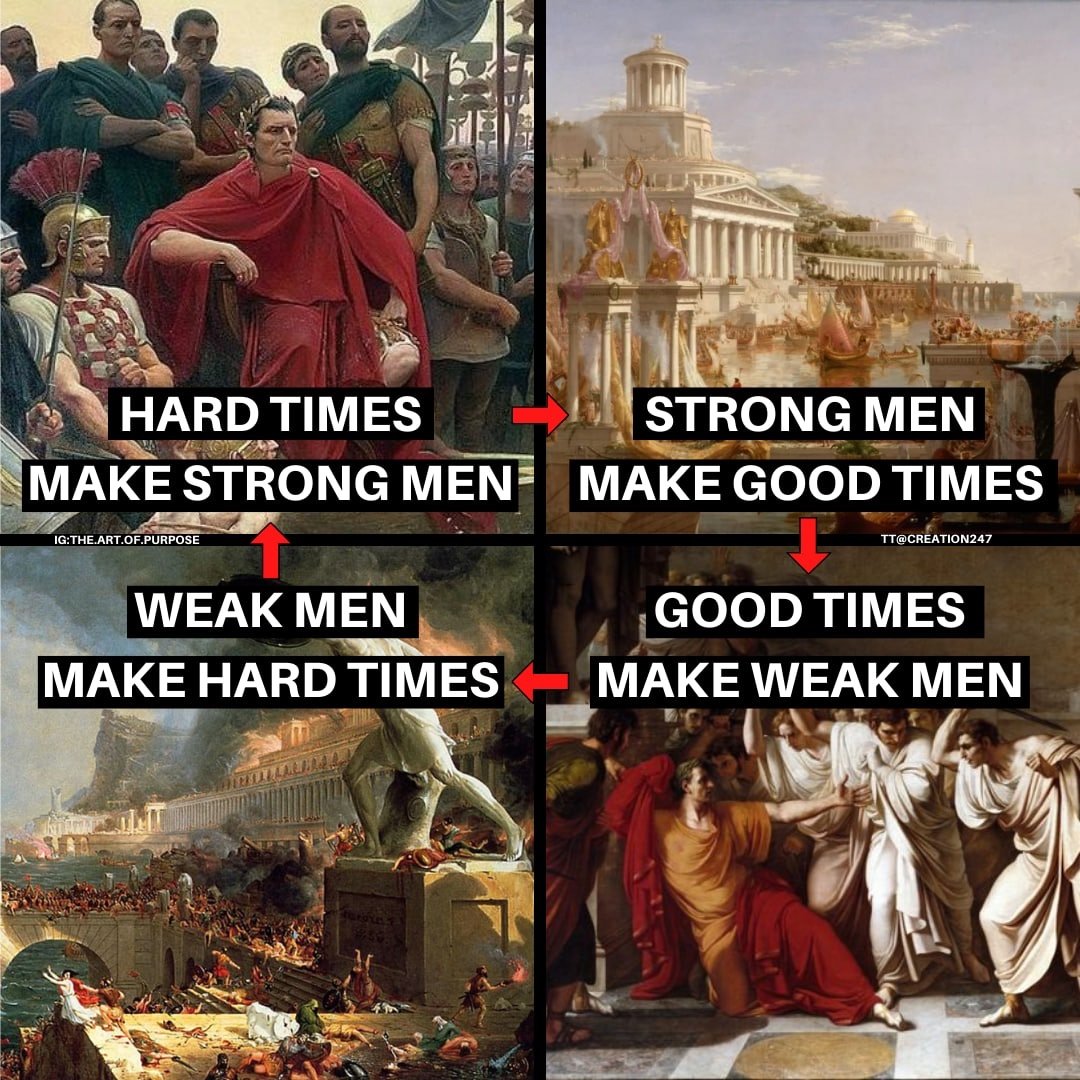 HARD TIMES
MAKE STRONG MEN
STRONG MEN
MAKE GOOD TIMES
IG:THE.ART.OF.PURPOSE
TT@CREATION247
WEAK MEN
MAKE HARD TIMES
GOOD TIMES
MAKE WEAK MEN